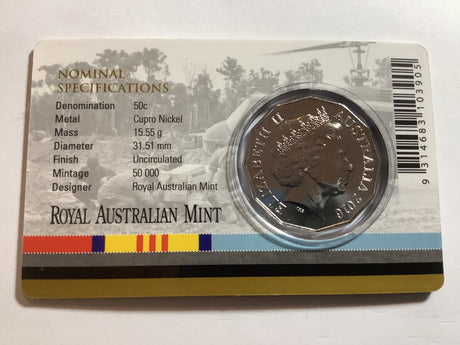 NOMINAL
SPECIFICATIONS
Denomination 50c
Metal Cupro Nickel
Mass 15.55 g
Diameter 31.51 mm
Finish Uncirculated
Mintage 50 000
Designer Royal Australian Mint
ROYAL AUSTRALIAN MINT
ELIZABETH II AUSTRALIA 2016
9 314683 103905